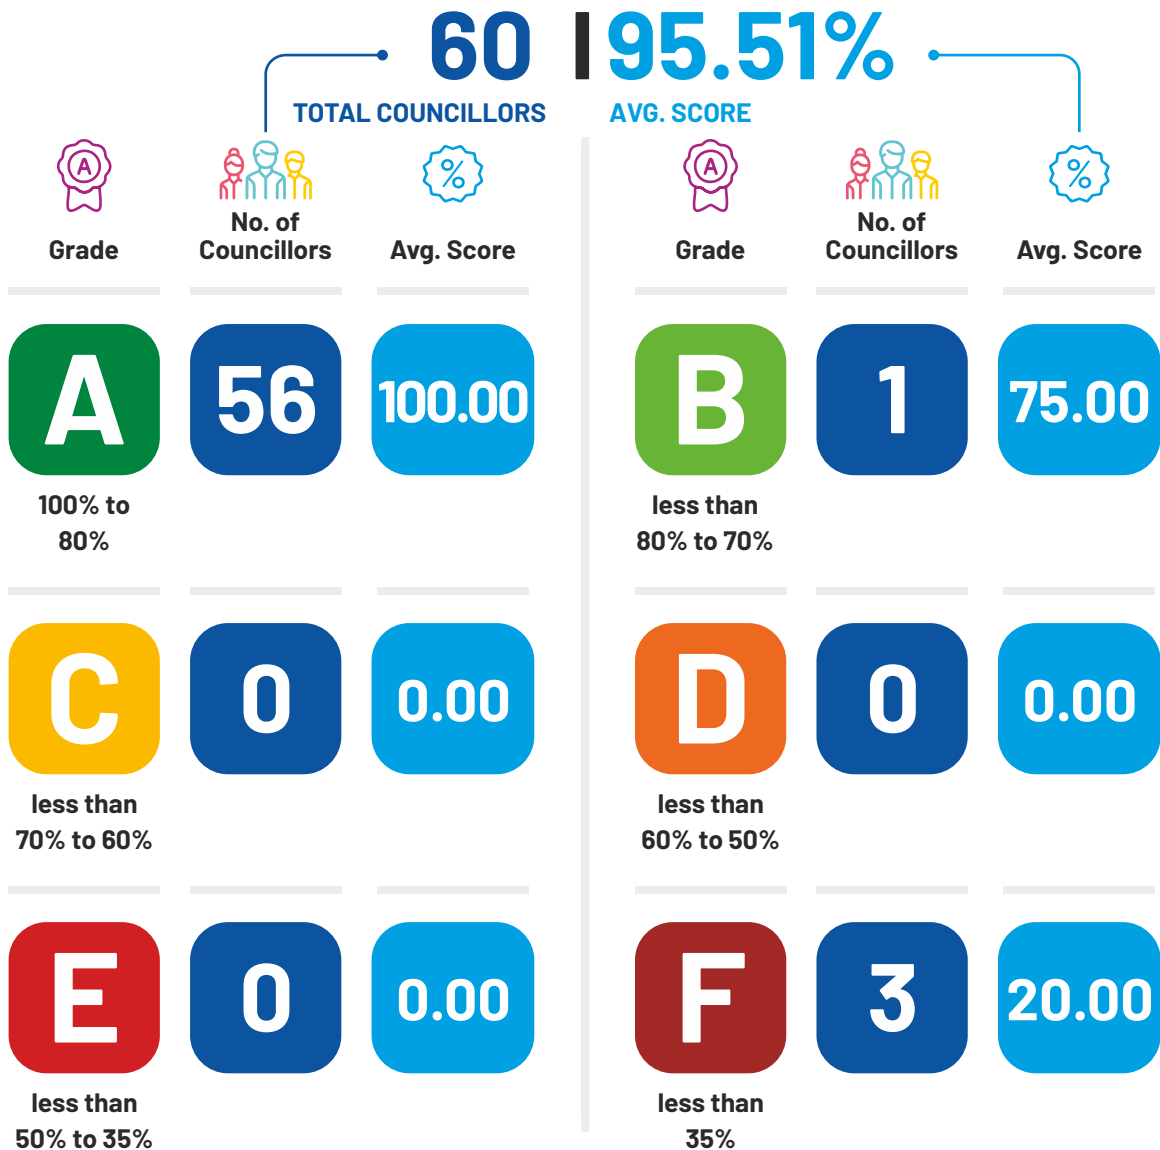 60 | 95.51%
TOTAL COUNCILLORS AVG. SCORE
A
Grade
No. of
Councillors
%
Avg. Score
A
Grade
No. of
Councillors
%
Avg. Score
A 56 100.00
100% to
80%
B 1 75.00
less than
80% to 70%
C 0 0.00
less than
70% to 60%
D 0 0.00
less than
60% to 50%
E 0 0.00
less than
50% to 35%
F 3 20.00
less than
35%